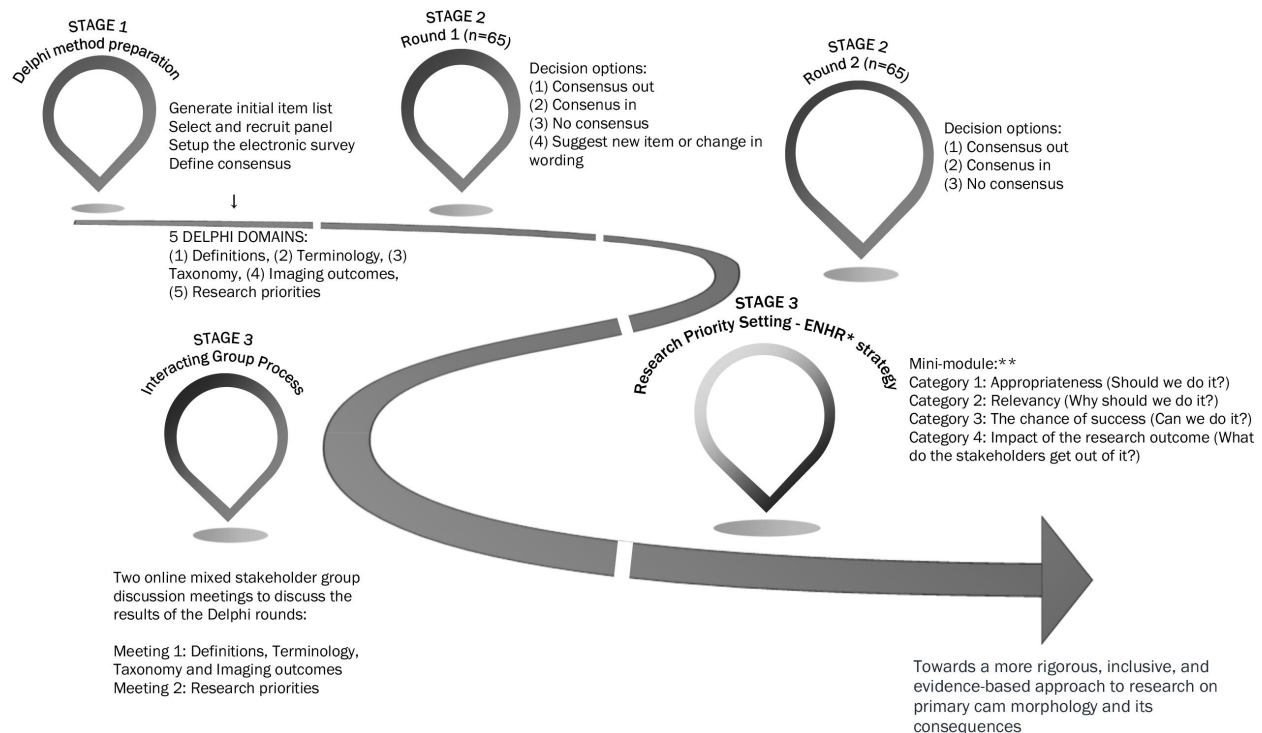 STAGE 1
Delphi method preparation
Generate initial item list
Select and recruit panel
Setup the electronic survey
Define consensus
↓
5 DELPHI DOMAINS:
(1) Definitions, (2) Terminology, (3)
Taxonomy, (4) Imaging outcomes,
(5) Research priorities
STAGE 2
Round 1 (n=65)
Decision options:
(1) Consensus out
(2) Consenus in
(3) No consensus
(4) Suggest new item or change in
wording
STAGE 2
Round 2 (n=65)
Decision options:
(1) Consensus out
(2) Consenus in
(3) No consensus
STAGE 3
Interacting Group Process
Two online mixed stakeholder group
discussion meetings to discuss the
results of the Delphi rounds:
Meeting 1: Definitions, Terminology,
Taxonomy and Imaging outcomes
Meeting 2: Research priorities
STAGE 3
Research Priority Setting - ENHR* strategy
Mini-module:**
Category 1: Appropriateness (Should we do it?)
Category 2: Relevancy (Why should we do it?)
Category 3: The chance of success (Can we do it?)
Category 4: Impact of the research outcome (What
do the stakeholders get out of it?)
Towards a more rigorous, inclusive, and
evidence-based approach to research on
primary cam morphology and its
consequences